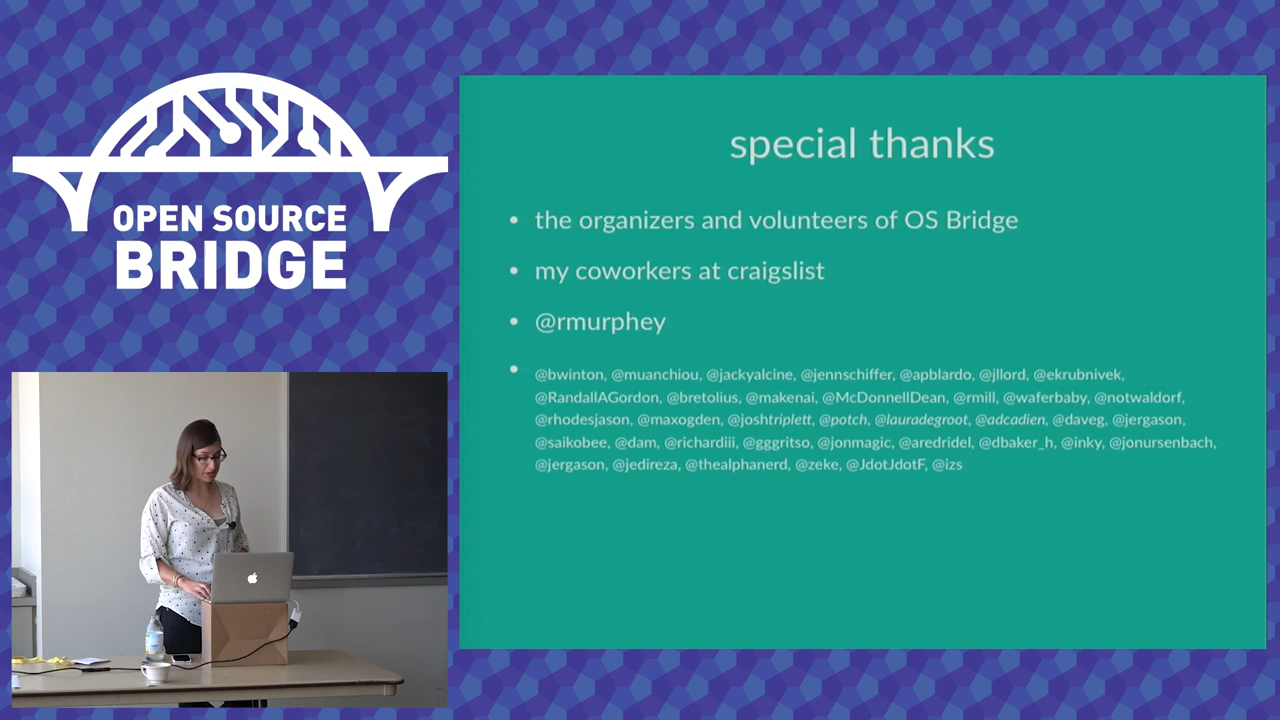 OPEN SOURCE
BRIDGE
special thanks
• the organizers and volunteers of OS Bridge
• my coworkers at craigslist
• @rmurphey
• @bwinton, @muanchiou, @jackyalcine, @jennschiffer, @apblardo, @jllord, @ekrubnivek,
@RandallAGordon, @bretolius, @makenai, @McDonnellDean, @rmill, @waferbaby, @notwaldorf,
@rhodesjason, @maxogden, @joshtriplett, @potch, @lauradegroot, @adcadien, @daveg, @jergason,
@saikobee, @dam, @richardiii, @gggritso, @jonmagic, @aredridel, @dbaker_h, @inky, @jonursenbach,
@jergason, @jedireza, @thealphanerd, @zeke, @JdotJdotF, @izs